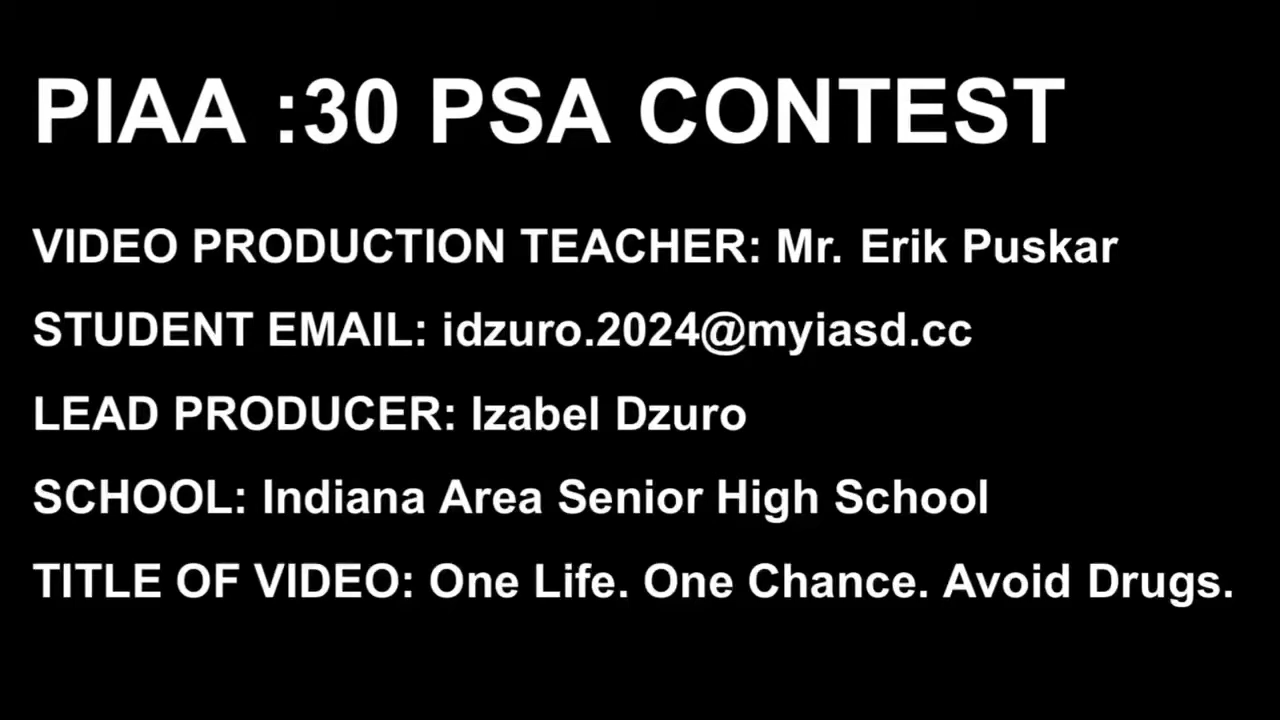 PIAA :30 PSA CONTEST
VIDEO PRODUCTION TEACHER: Mr. Erik Puskar
STUDENT EMAIL: idzuro.2024@myiasd.cc
LEAD PRODUCER: Izabel Dzuro
SCHOOL: Indiana Area Senior High School
TITLE OF VIDEO: One Life. One Chance. Avoid Drugs.